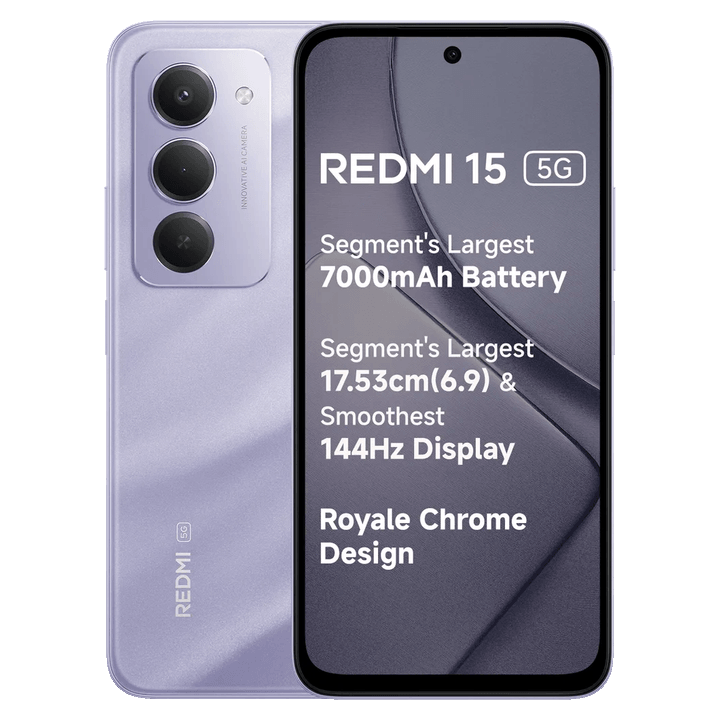 INNOVATIVE AI CAMERA
REDMI 5G
REDMI 15 5G
Segment's Largest
7000mAh Battery
Segment's Largest
17.53cm(6.9) &
Smoothest
144Hz Display
Royale Chrome
Design